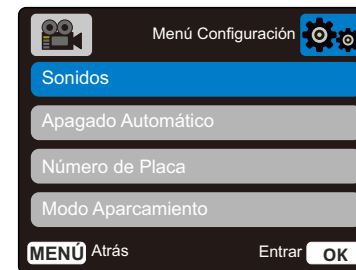 Menú Configuración
Sonidos
Apagado Automático
Número de Placa
Modo Aparcamiento
MENÚ Atrás Entrar OK